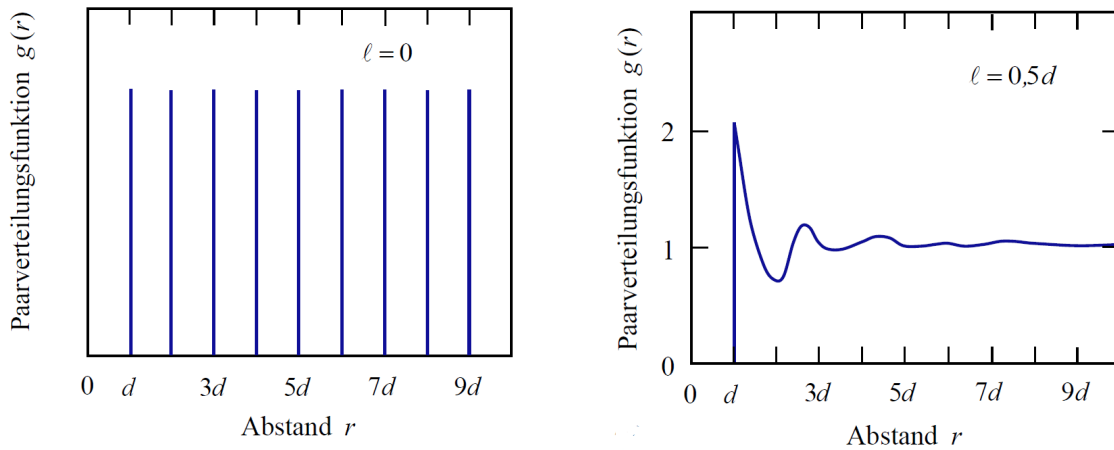 Paarverteilungsfunktion g(r)
ℓ = 0
0 d 3d 5d 7d 9d
Abstand r
Paarverteilungsfunktion g(r)
ℓ = 0,5d
2
1
0
0 d 3d 5d 7d 9d
Abstand r